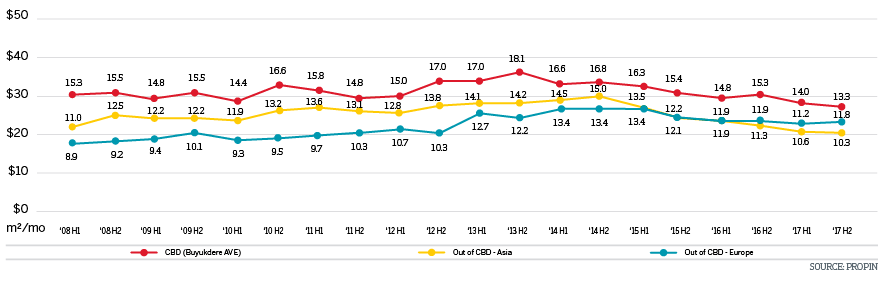 $50
$40
15.3 15.5 14.8 15.5 14.4 16.6 15.8 14.8 15.0 17.0 17.0 18.1 16.6 16.8 16.3 15.4 14.8 15.3 14.0 13.3
$30
11.0 12.5 12.2 12.2 11.9 13.2 13.6 13.1 12.8 13.8 14.1 14.2 14.5 15.0 13.5 12.2 11.9 11.9 11.2 11.8
$20
8.9 9.2 9.4 10.1 9.3 9.5 9.7 10.3 10.7 10.3 12.7 12.2 13.4 13.4 13.4 12.1 11.9 11.3 10.6 10.3
$10
$0
m²/mo '08 H1 '08 H2 '09 H1 '09 H2 '10 H1 '10 H2 '11 H1 '11 H2 '12 H1 '12 H2 '13 H1 '13 H2 '14 H1 '14 H2 '15 H1 '15 H2 '16 H1 '16 H2 '17 H1 '17 H2
CBD (Buyukdere AVE) Out of CBD - Asia Out of CBD - Europe
SOURCE: PROPIN